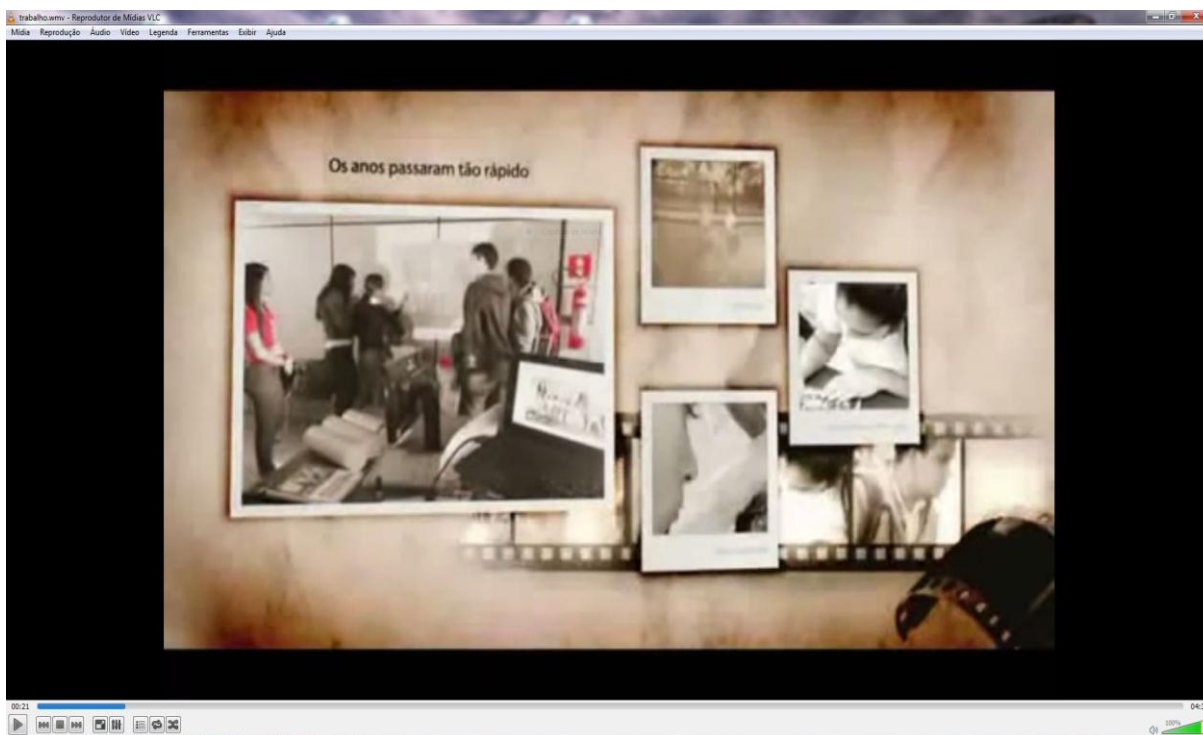 trabalho.wmv - Reprodutor de Mídias VLC
Mídia Reprodução Áudio Vídeo Legenda Ferramentas Exibir Ajuda
Os anos passaram tão rápido
00:21
100%